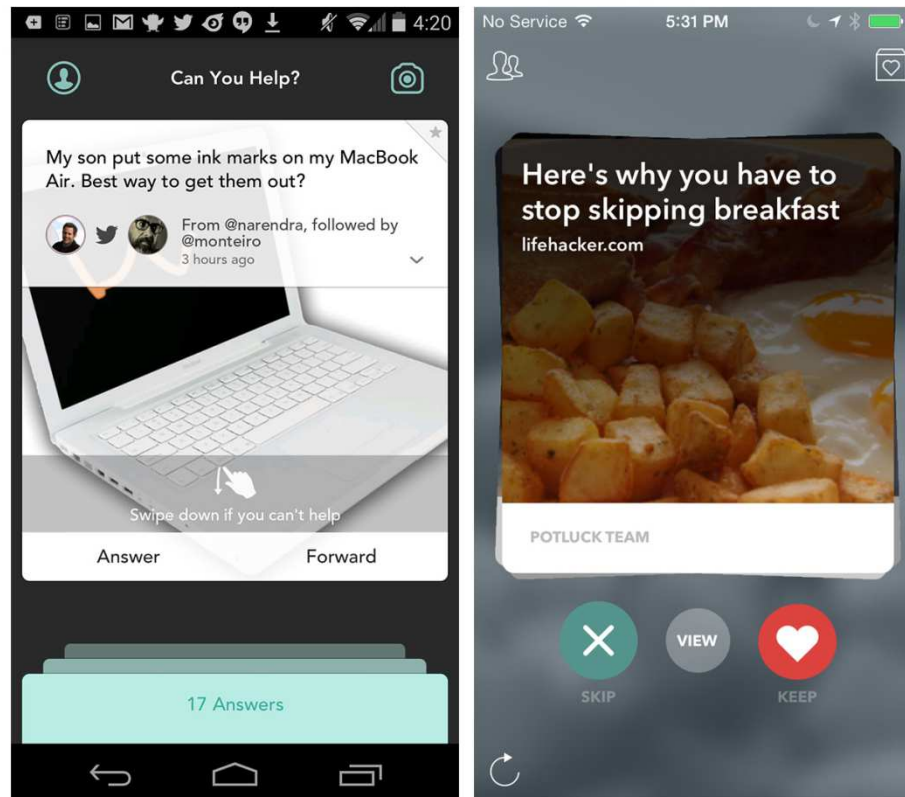 4:20
Can You Help?
My son put some ink marks on my MacBook
Air. Best way to get them out?
From @narendra, followed by
@monteiro
3 hours ago
Swipe down if you can't help
Answer
Forward
17 Answers
No Service
5:31 PM
Here's why you have to
stop skipping breakfast
lifehacker.com
POTLUCK TEAM
VIEW
SKIP
KEEP